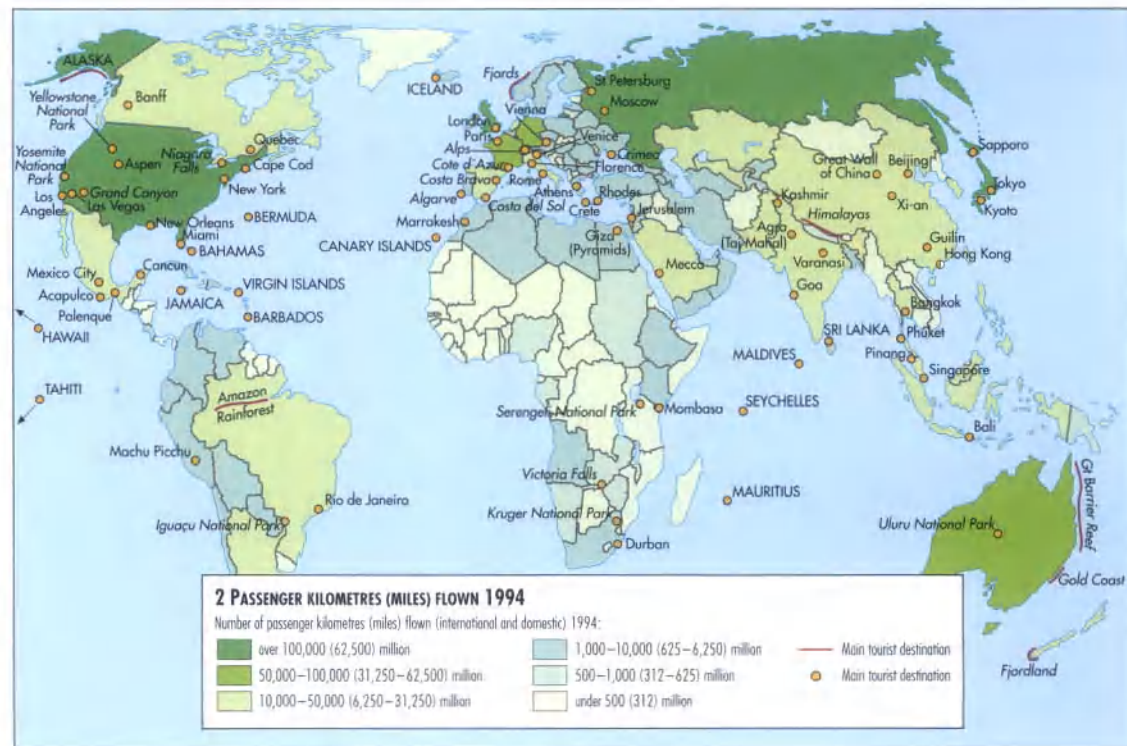 ALASKA
Yellowstone
National
Park
Banff
Yosemite
National
Park
Aspen
Niagara
Falls
Quebec
Cape Cod
Los
Angeles
Grand Canyon
Las Vegas
New York
New Orleans
Miami
BERMUDA
BAHAMAS
Mexico City
Cancun
Acapulco
JAMAICA
VIRGIN ISLANDS
Palenque
BARBADOS
HAWAII
TAHITI
Amazon
Rainforest
Machu Picchu
Rio de Janeiro
Iguaçu National Park
ICELAND
Fjords
St Petersburg
Moscow
Vienna
London
Paris
Alps
Venice
Crimea
Cote d'Azur
Florence
Costa Brava
Rome
Athens
Rhodes
Algarve
Costa del Sol
Crete
Jerusalem
Marrakesh
CANARY ISLANDS
Giza
(Pyramids)
Mecca
Serengeti National Park
Mombasa
Victoria Falls
Kruger National Park
Durban
SEYCHELLES
MAURITIUS
MALDIVES
Sapporo
Tokyo
Kyoto
Great Wall
of China
Beijing
Kashmir
Xi-an
Himalayas
Agra
(Taj Mahal)
Varanasi
Guilin
Hong Kong
Goa
Bangkok
SRI LANKA
Phuket
Pinang
Singapore
Bali
Uluru National Park
Gt Barrier Reef
Gold Coast
Fjordland
2 PASSENGER KILOMETRES (MILES) FLOWN 1994
Number of passenger kilometres (miles) flown (international and domestic) 1994:
over 100,000 (62,500) million
50,000–100,000 (31,250–62,500) million
10,000–50,000 (6,250–31,250) million
1,000–10,000 (625–6,250) million
500–1,000 (312–625) million
under 500 (312) million
Main tourist destination
Main tourist destination